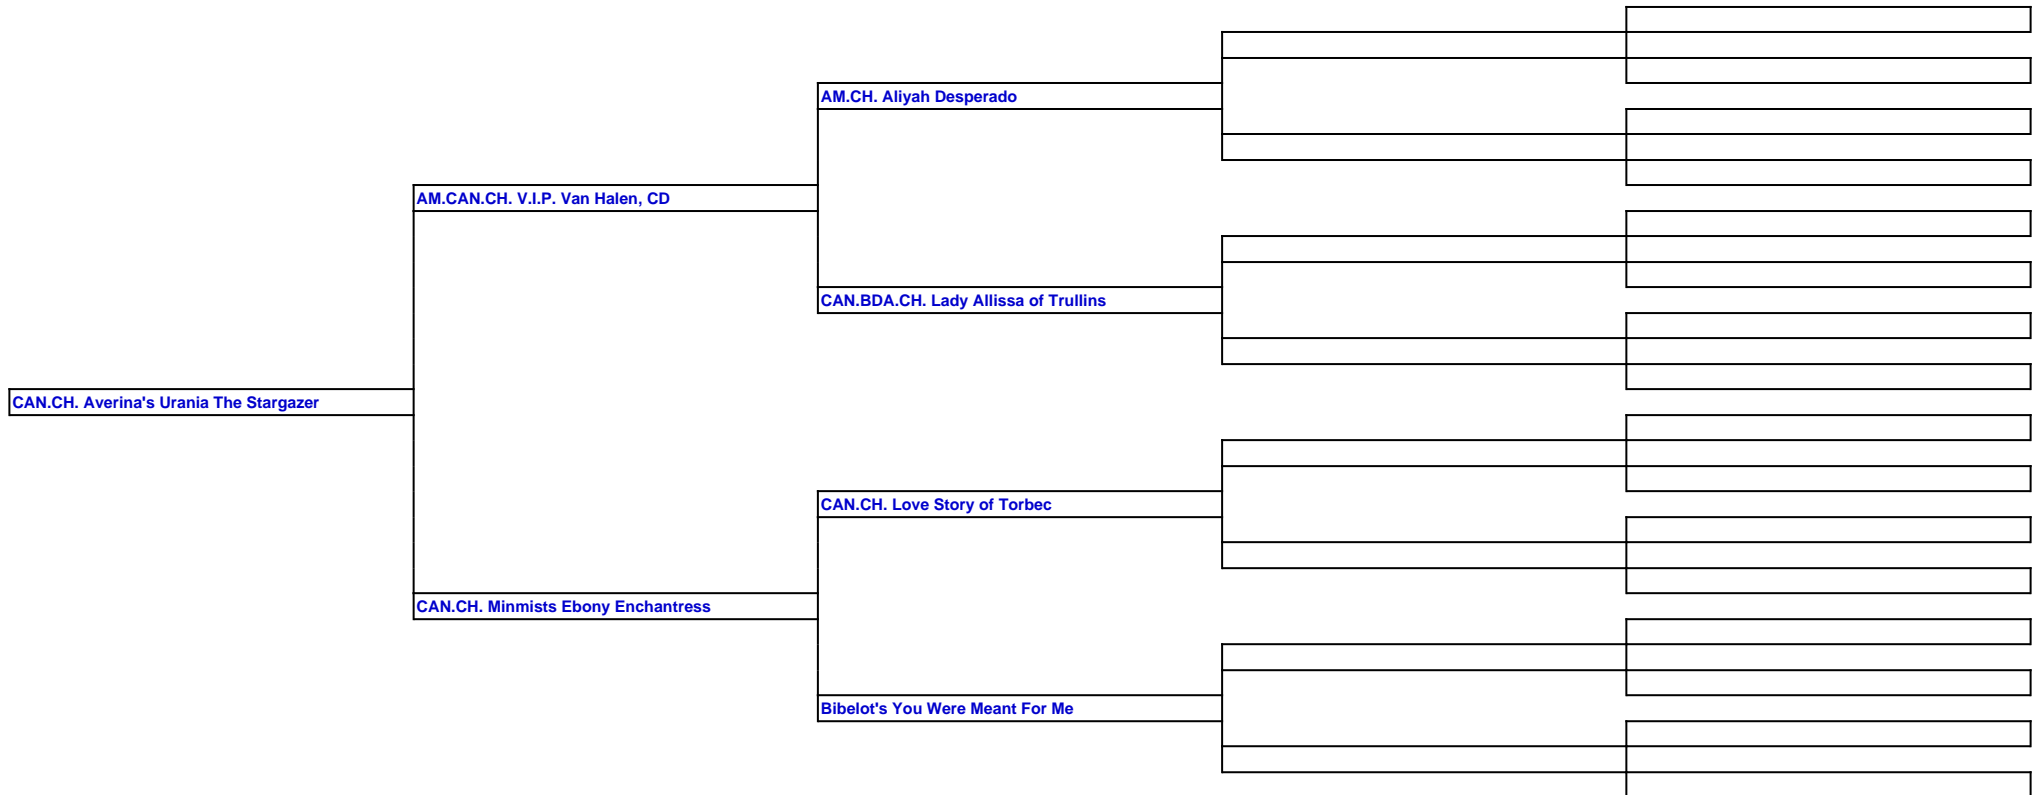 AM.CH. Aliyah Desperado
AM.CAN.CH. V.I.P. Van Halen, CD
CAN.BDA.CH. Lady Allissa of Trullins
CAN.CH. Averina's Urania The Stargazer
CAN.CH. Love Story of Torbec
CAN.CH. Minmists Ebony Enchantress
Bibelot's You Were Meant For Me